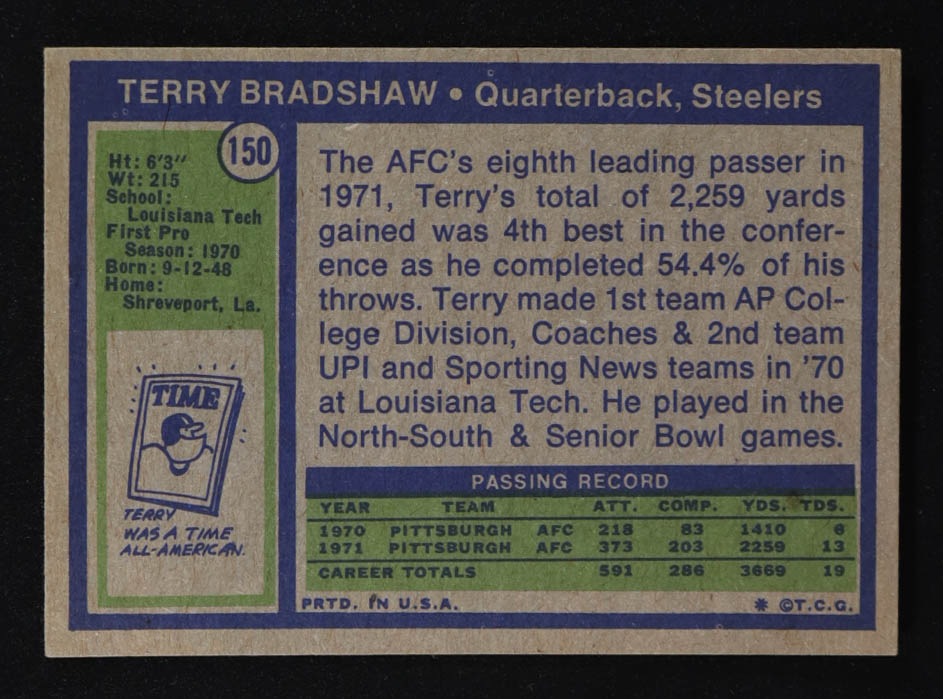 TERRY BRADSHAW • Quarterback, Steelers
150
Ht: 6'3"
Wt: 215
School:
Louisiana Tech
First Pro
Season: 1970
Born: 9-12-48
Home:
Shreveport, La.
TIME
TERRY
WAS A TIME
ALL-AMERICAN.
The AFC's eighth leading passer in
1971, Terry's total of 2,259 yards
gained was 4th best in the confer-
ence as he completed 54.4% of his
throws. Terry made 1st team AP Col-
lege Division, Coaches & 2nd team
UPI and Sporting News teams in '70
at Louisiana Tech. He played in the
North-South & Senior Bowl games.
PASSING RECORD
YEAR TEAM ATT. COMP. YDS. TDS.
1970 PITTSBURGH AFC 218 83 1410 6
1971 PITTSBURGH AFC 373 203 2259 13
CAREER TOTALS 591 286 3669 19
PRTD. IN U.S.A. * ©T.C.G.